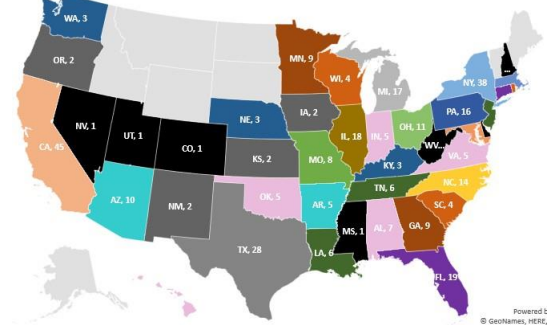 WA, 3
OR, 2
CA, 45
NV, 1
UT, 1
AZ, 10
CO, 1
NM, 2
NE, 3
KS, 2
OK, 5
TX, 28
MN, 9
IA, 2
MO, 8
AR, 5
LA, 6
WI, 4
IL, 18
MI, 17
IN, 5
OH, 11
KY, 3
TN, 6
MS, 1
AL, 7
GA, 9
FL, 19
SC, 4
NC, 14
VA, 5
WV...
PA, 16
NY, 38
...
Powered b
© GeoNames, HERE,